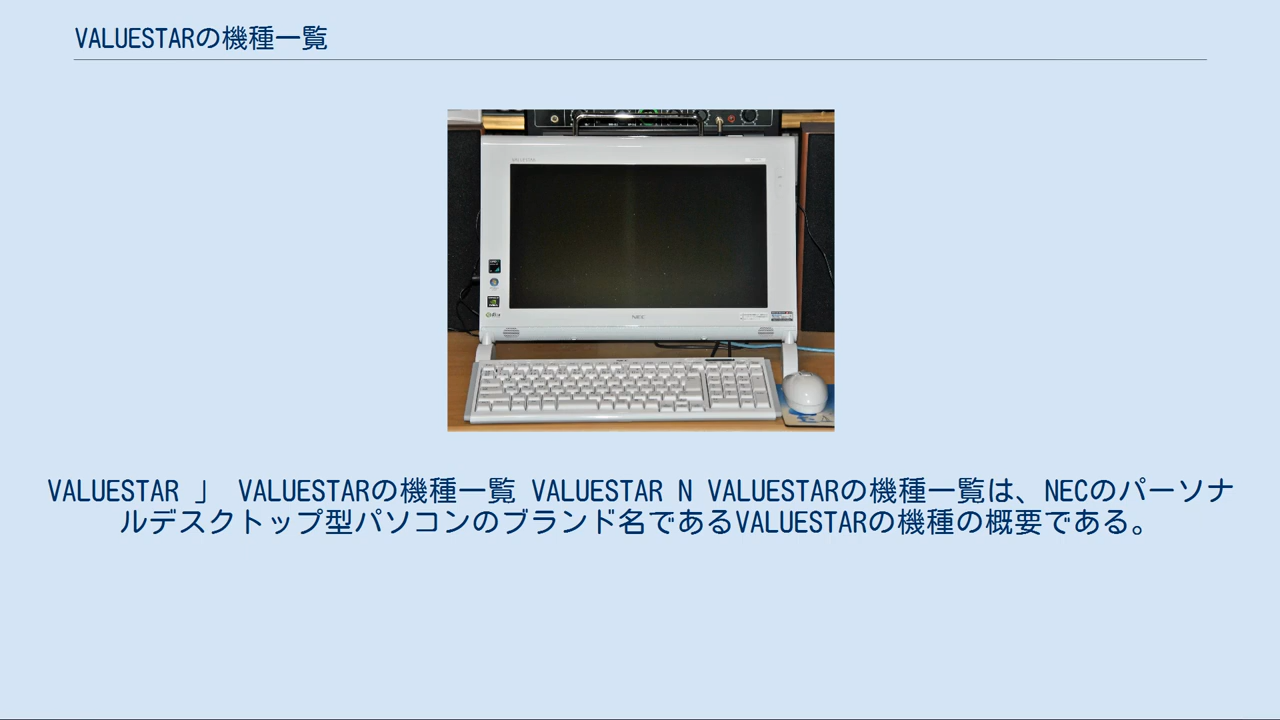 VALUESTARの機種一覧
VALUESTAR
NEC
VALUESTAR 」 VALUESTARの機種一覧 VALUESTAR N VALUESTARの機種一覧は、NECのパーソナ
ルデスクトップ型パソコンのブランド名であるVALUESTARの機種の概要である。